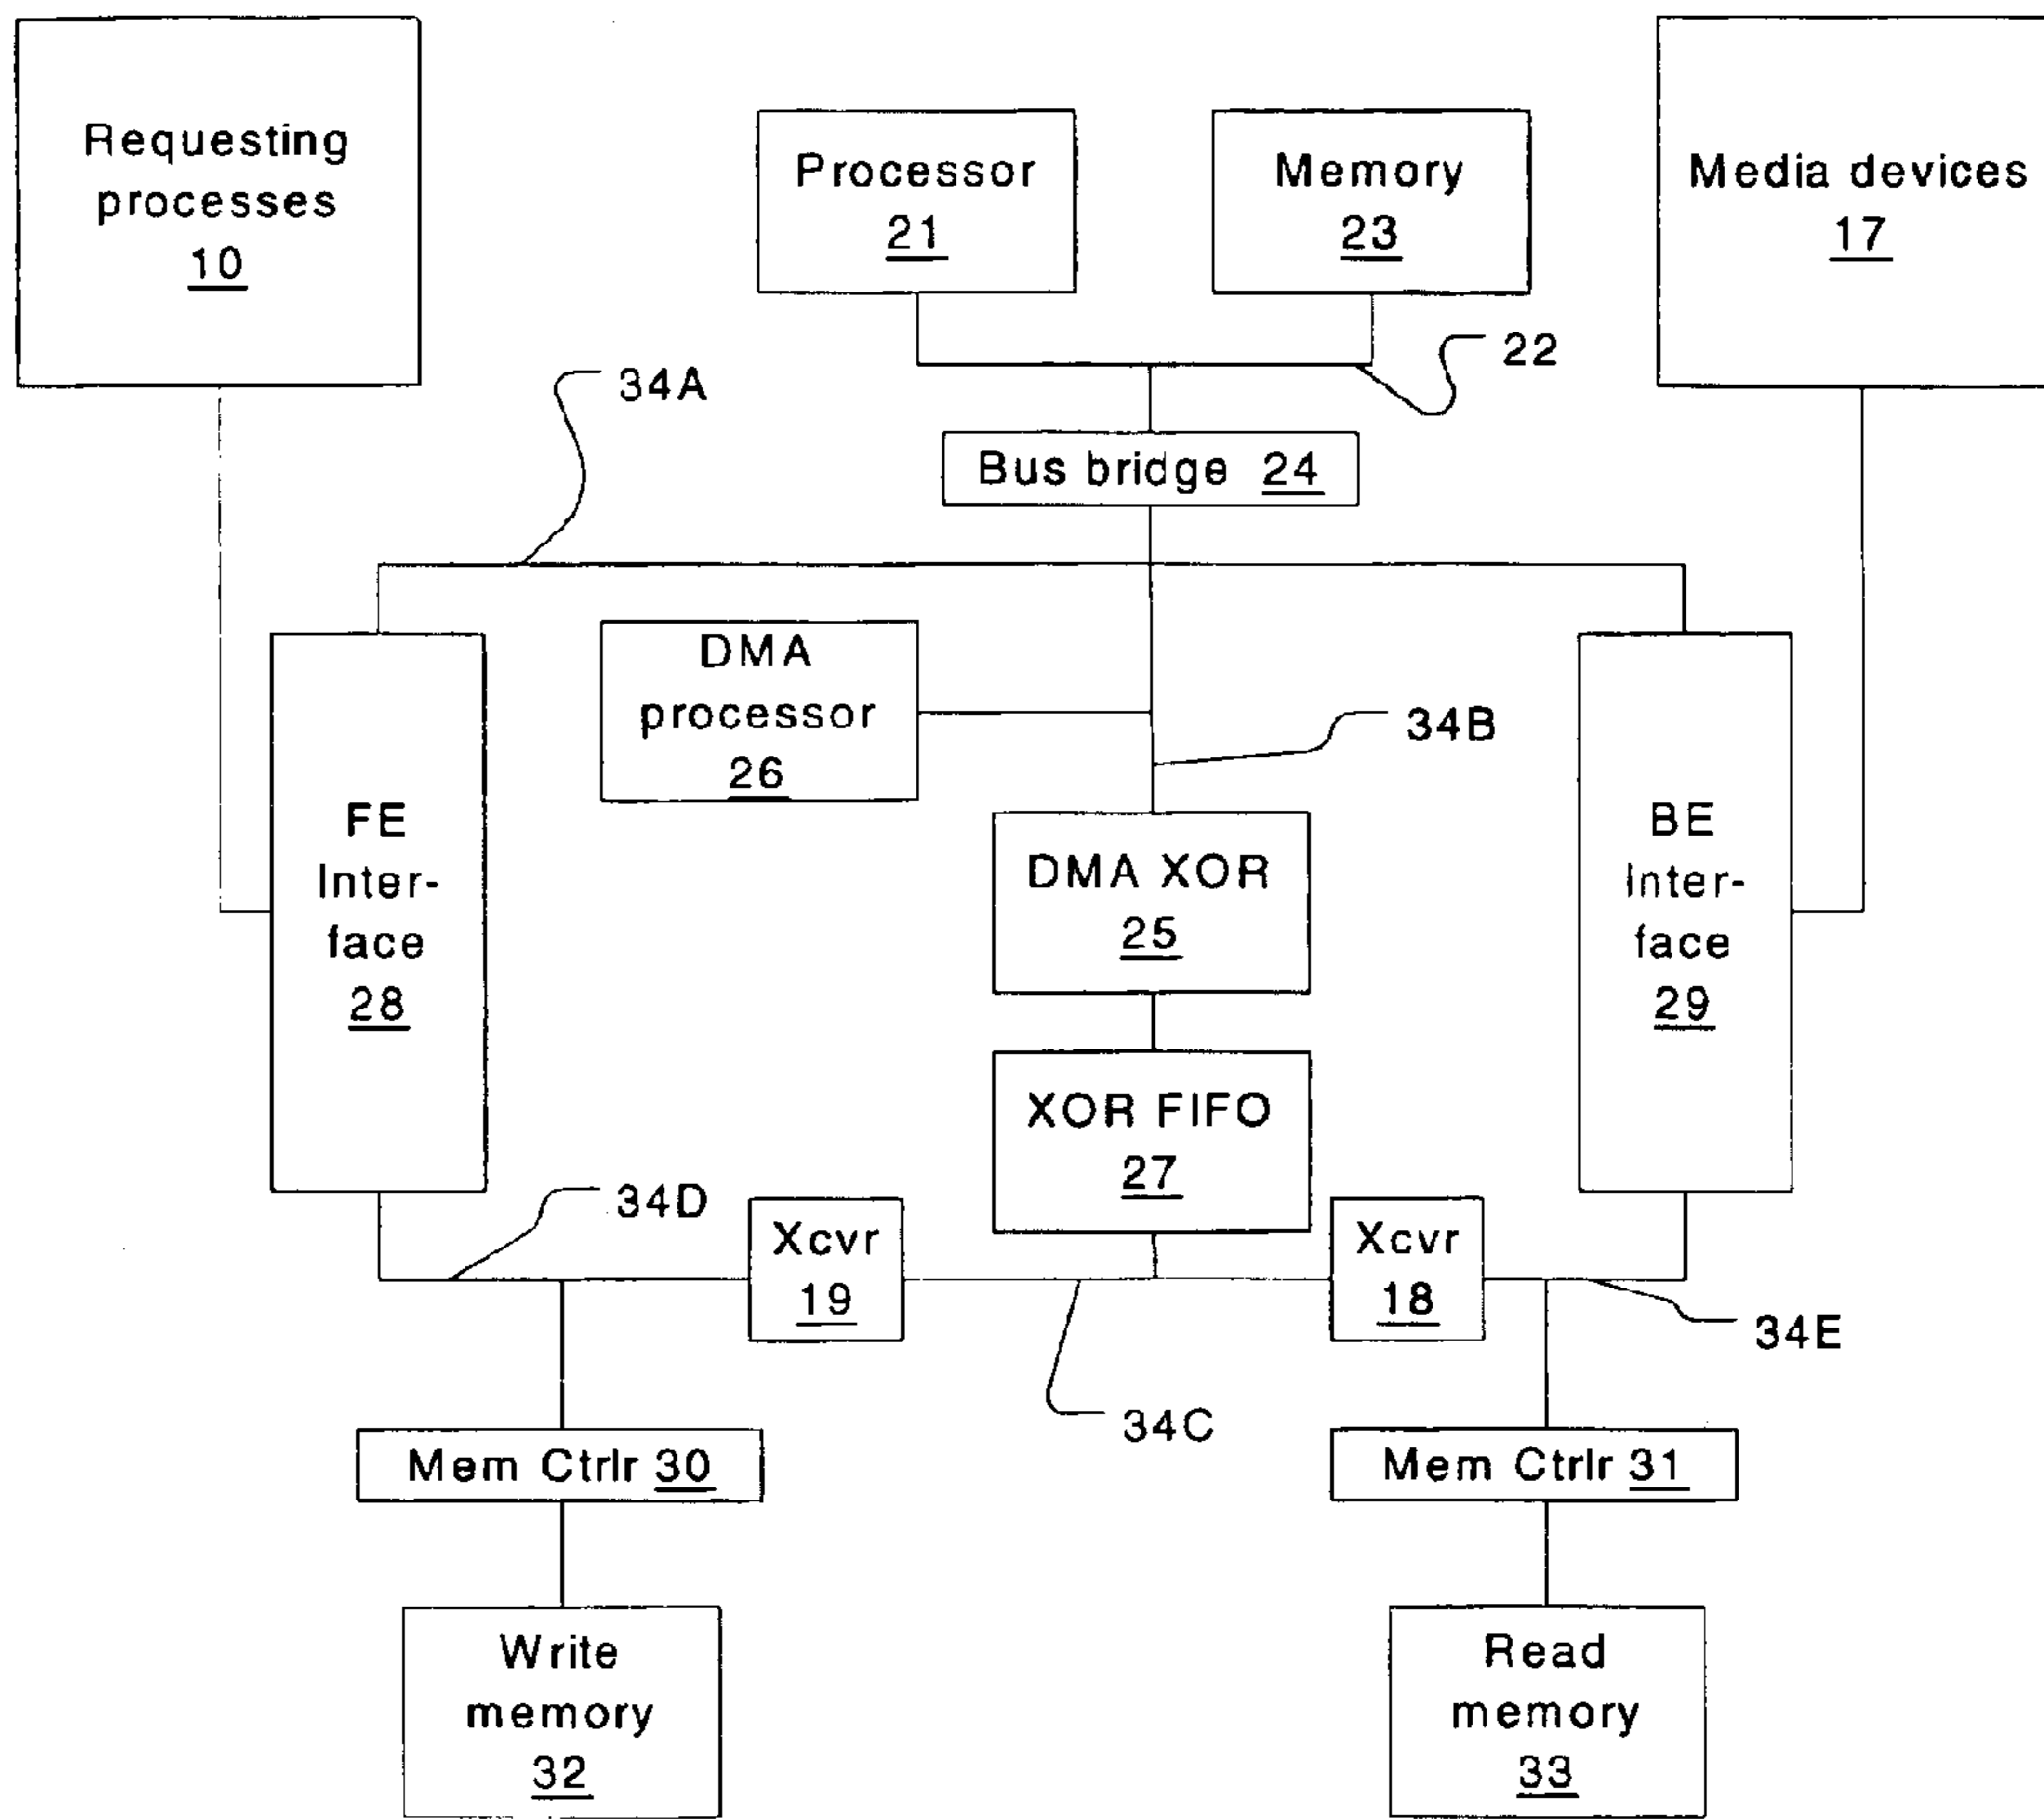 Requesting
processes
10
Processor
21
Memory
23
Media devices
17
22
34A
Bus bridge 24
DMA
processor
26
34B
FE
Inter-
face
28
DMA XOR
25
BE
Inter-
face
29
XOR FIFO
27
34D
Xcvr
19
Xcvr
18
34E
34C
Mem Ctrlr 30
Mem Ctrlr 31
Write
memory
32
Read
memory
33